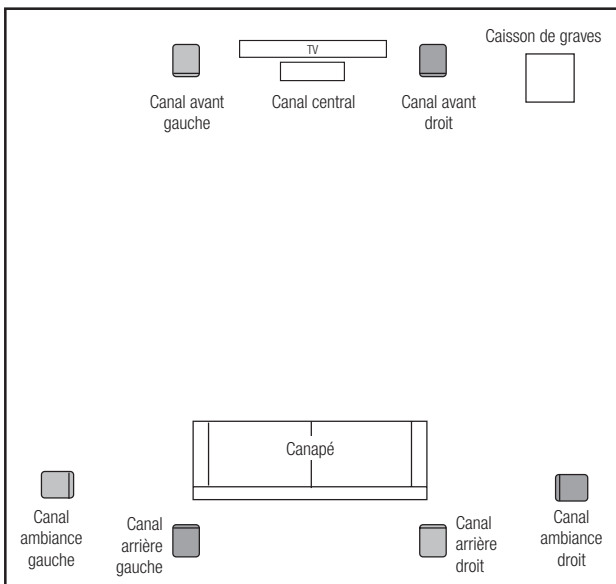 TV
Caisson de graves
Canal avant
gauche
Canal central
Canal avant
droit
Canapé
Canal
ambiance
gauche
Canal
arrière
gauche
Canal
arrière
droit
Canal
ambiance
droit